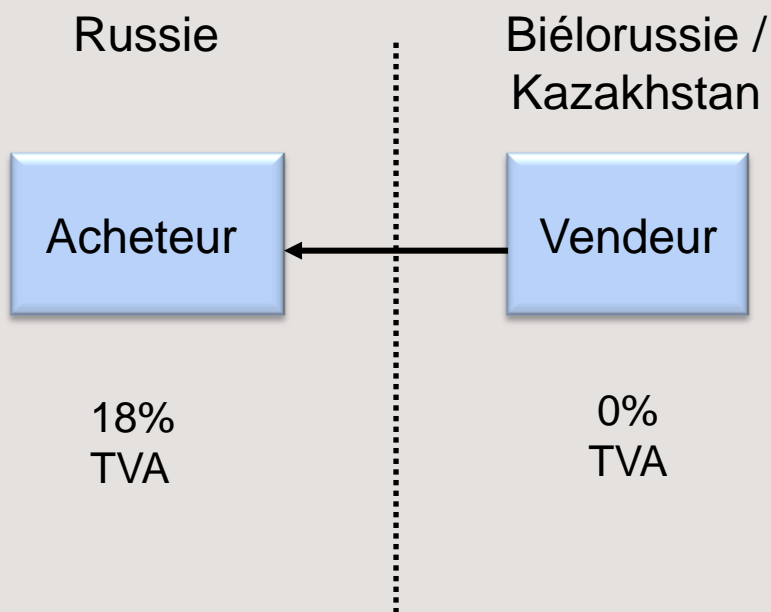 Russie
Biélorussie /
Kazakhstan
Acheteur
Vendeur
18%
TVA
0%
TVA